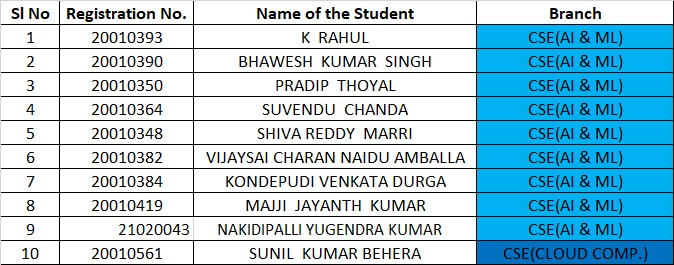 Sl No Registration No. Name of the Student Branch
1 20010393 K RAHUL CSE(AI & ML)
2 20010390 BHAWESH KUMAR SINGH CSE(AI & ML)
3 20010350 PRADIP THOYAL CSE(AI & ML)
4 20010364 SUVENDU CHANDA CSE(AI & ML)
5 20010348 SHIVA REDDY MARRI CSE(AI & ML)
6 20010382 VIJAYSAI CHARAN NAIDU AMBALLA CSE(AI & ML)
7 20010384 KONDEPUDI VENKATA DURGA CSE(AI & ML)
8 20010419 MAJJI JAYANTH KUMAR CSE(AI & ML)
9 21020043 NAKIDIPALLI YUGENDRA KUMAR CSE(AI & ML)
10 20010561 SUNIL KUMAR BEHERA CSE(CLOUD COMP.)